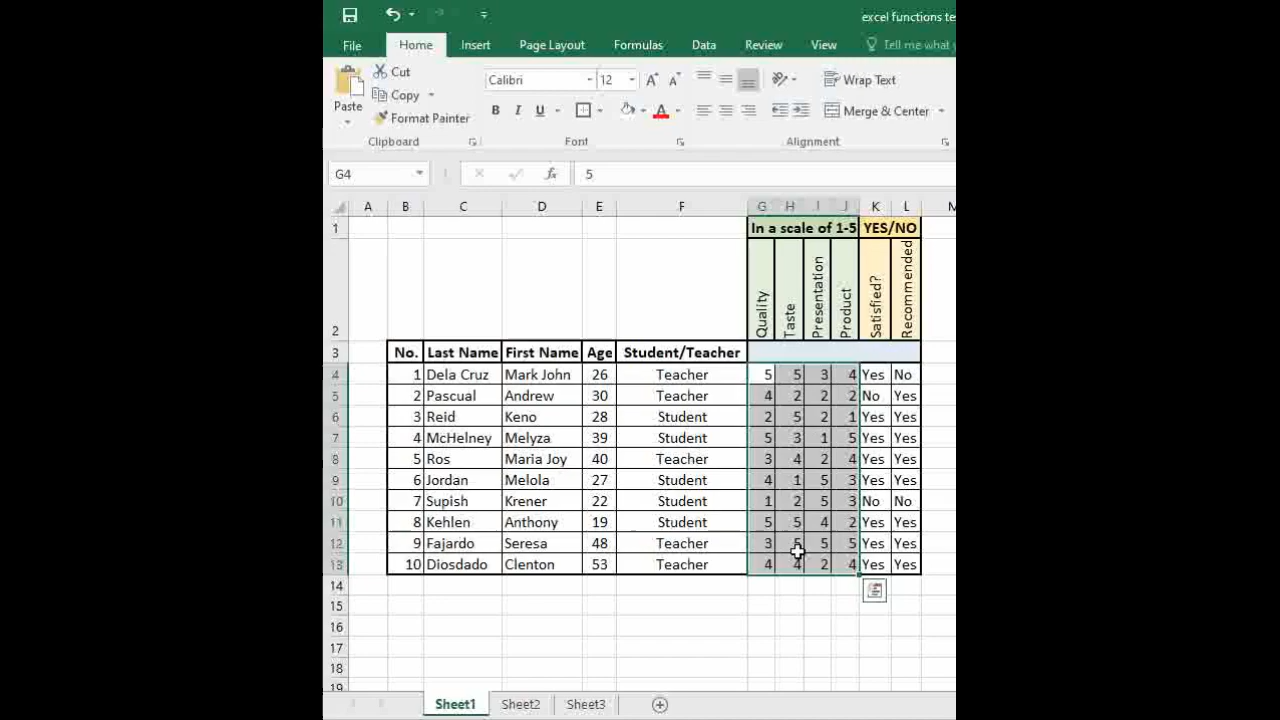 excel functions te
File Home Insert Page Layout Formulas Data Review View Tell me what
Paste
Cut
Copy
Format Painter
Clipboard
Calibri 12
B I U
Font
Wrap Text
Merge & Center
Alignment
G4 fx 5
A B C D E F G H I J K L M
1 In a scale of 1-5 YES/NO
2 Quality Taste Presentation Product Satisfied? Recommended
3 No. Last Name First Name Age Student/Teacher
4 1 Dela Cruz Mark John 26 Teacher 5 5 3 4 Yes No
5 2 Pascual Andrew 30 Teacher 4 2 2 2 No Yes
6 3 Reid Keno 28 Student 2 5 2 1 Yes Yes
7 4 McHelney Melyza 39 Student 5 3 1 5 Yes Yes
8 5 Ros Maria Joy 40 Teacher 3 4 2 4 Yes Yes
9 6 Jordan Melola 27 Student 4 1 5 3 Yes Yes
10 7 Supish Krener 22 Student 1 2 5 3 No No
11 8 Kehlen Anthony 19 Student 5 5 4 2 Yes Yes
12 9 Fajardo Seresa 48 Teacher 3 5 5 5 Yes Yes
13 10 Diosdado Clenton 53 Teacher 4 4 2 4 Yes Yes
14
15
16
17
18
19
Sheet1 Sheet2 Sheet3